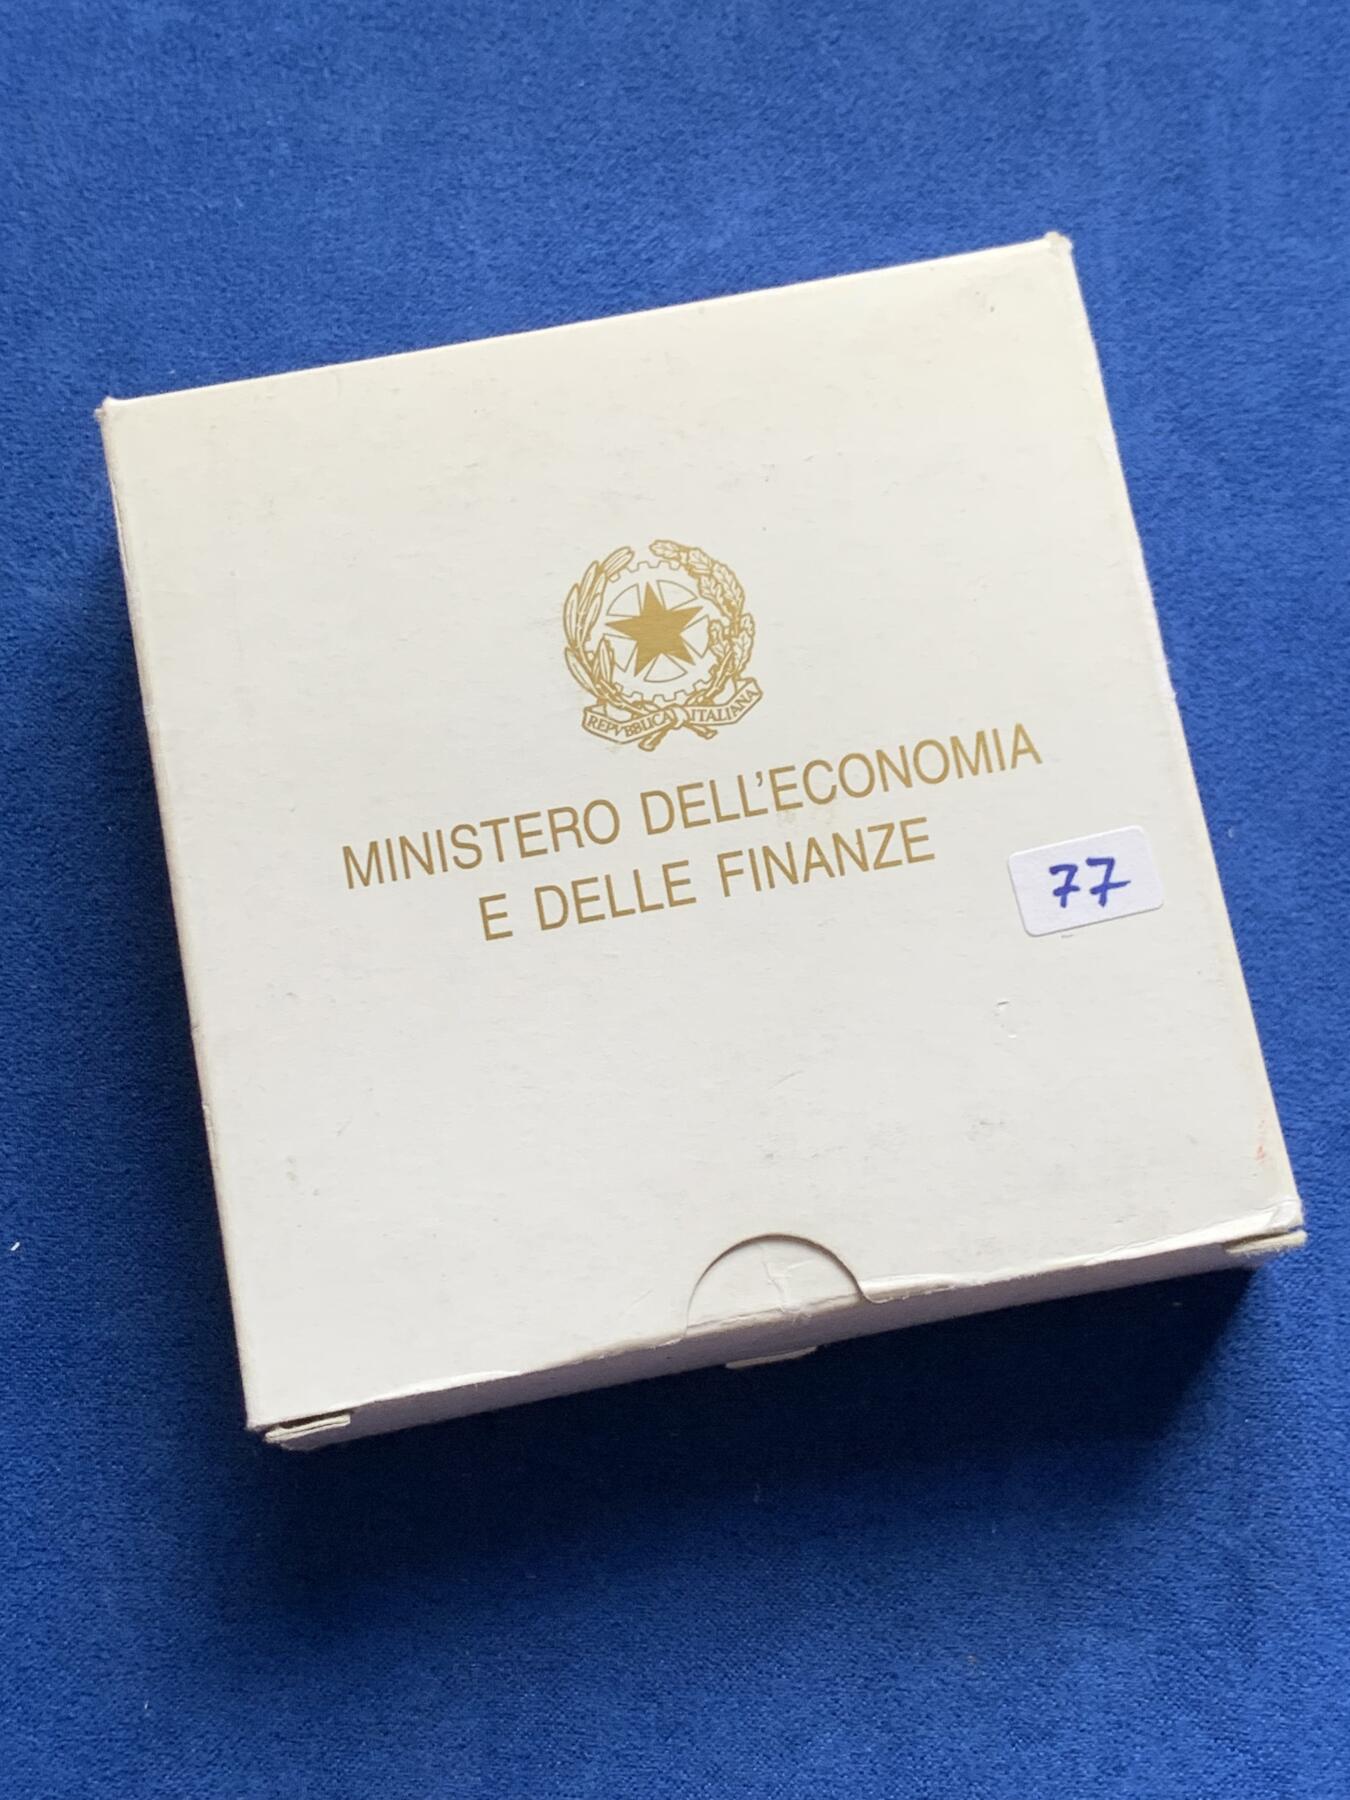 REPVBBLICA ITALIANA
MINISTERO DELL'ECONOMIA
E DELLE FINANZE
77